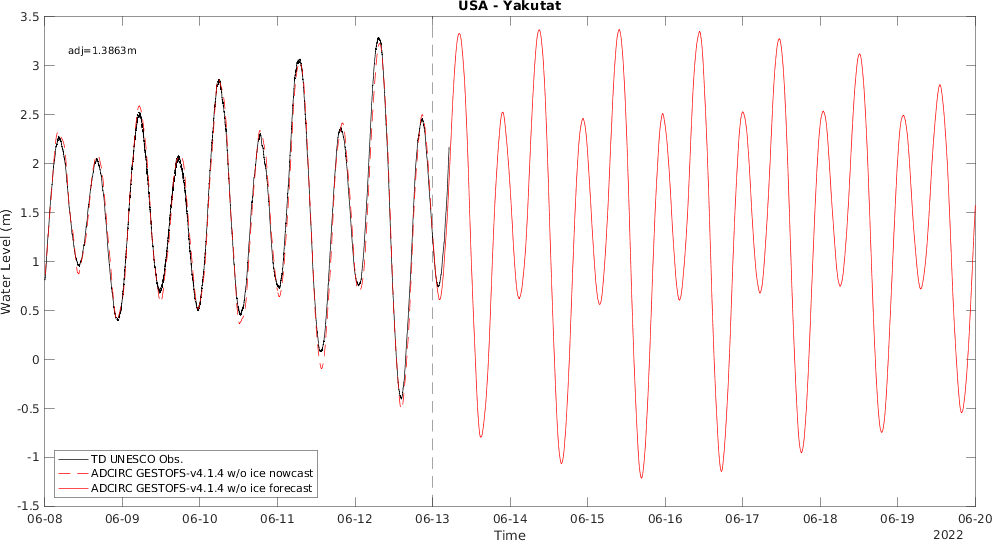 USA - Yakutat
adj=1.3863m
3.5
3
2.5
2
1.5
1
0.5
0
-0.5
-1
-1.5
Water Level (m)
TD UNESCO Obs.
ADCIRC GESTOFS-v4.1.4 w/o ice nowcast
ADCIRC GESTOFS-v4.1.4 w/o ice forecast
06-08 06-09 06-10 06-11 06-12 06-13 06-14 06-15 06-16 06-17 06-18 06-19 06-20
Time
2022